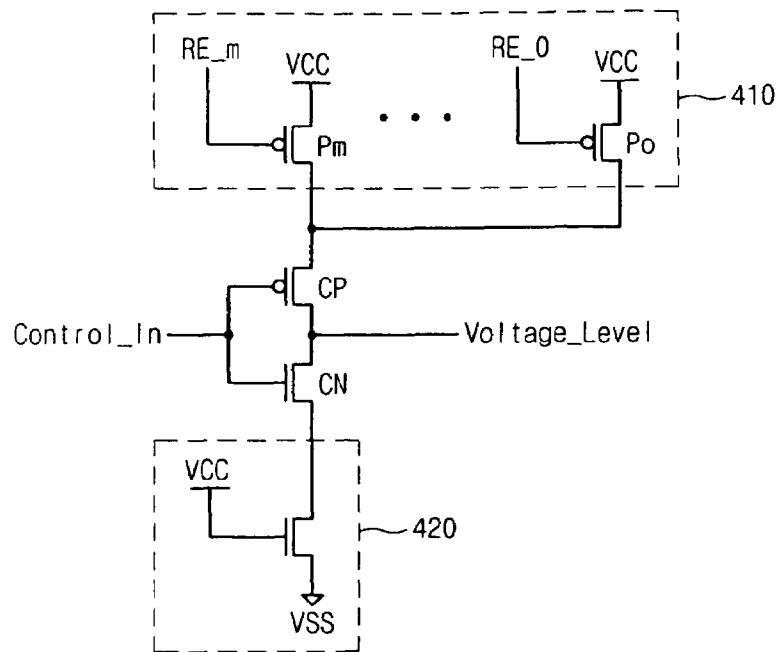 RE_m
VCC
RE_0
VCC
410
Pm
Po
CP
Control_In
Voltage_Level
CN
VCC
420
VSS